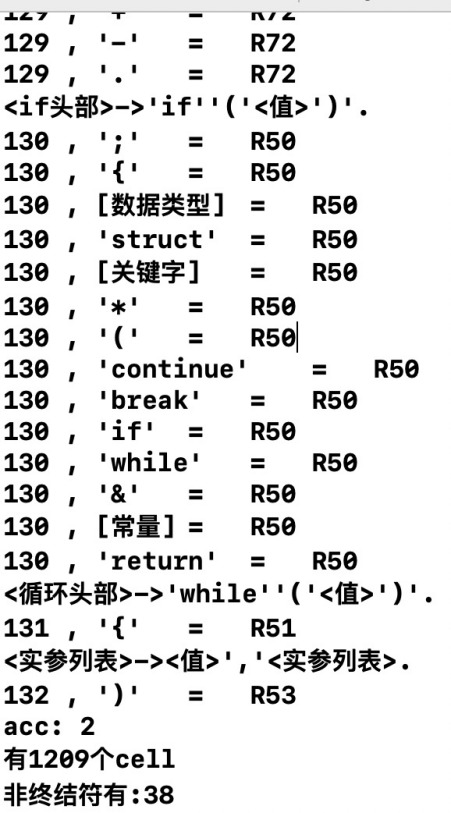 129 , '+'   =   R72
129 , '-'   =   R72
129 , '.'   =   R72
<if头部>->'if''('<值>')'.
130 , ';'   =   R50
130 , '{'   =   R50
130 , [数据类型] =   R50
130 , 'struct'  =   R50
130 , [关键字]   =   R50
130 , '*'   =   R50
130 , '('   =   R50
130 , 'continue'    =   R50
130 , 'break'   =   R50
130 , 'if'  =   R50
130 , 'while'   =   R50
130 , '&'   =   R50
130 , [常量] =   R50
130 , 'return'  =   R50
<循环头部>->'while''('<值>')'.
131 , '{'   =   R51
<实参列表>-><值>','<实参列表>.
132 , ')'   =   R53
acc: 2
有1209个cell
非终结符有:38